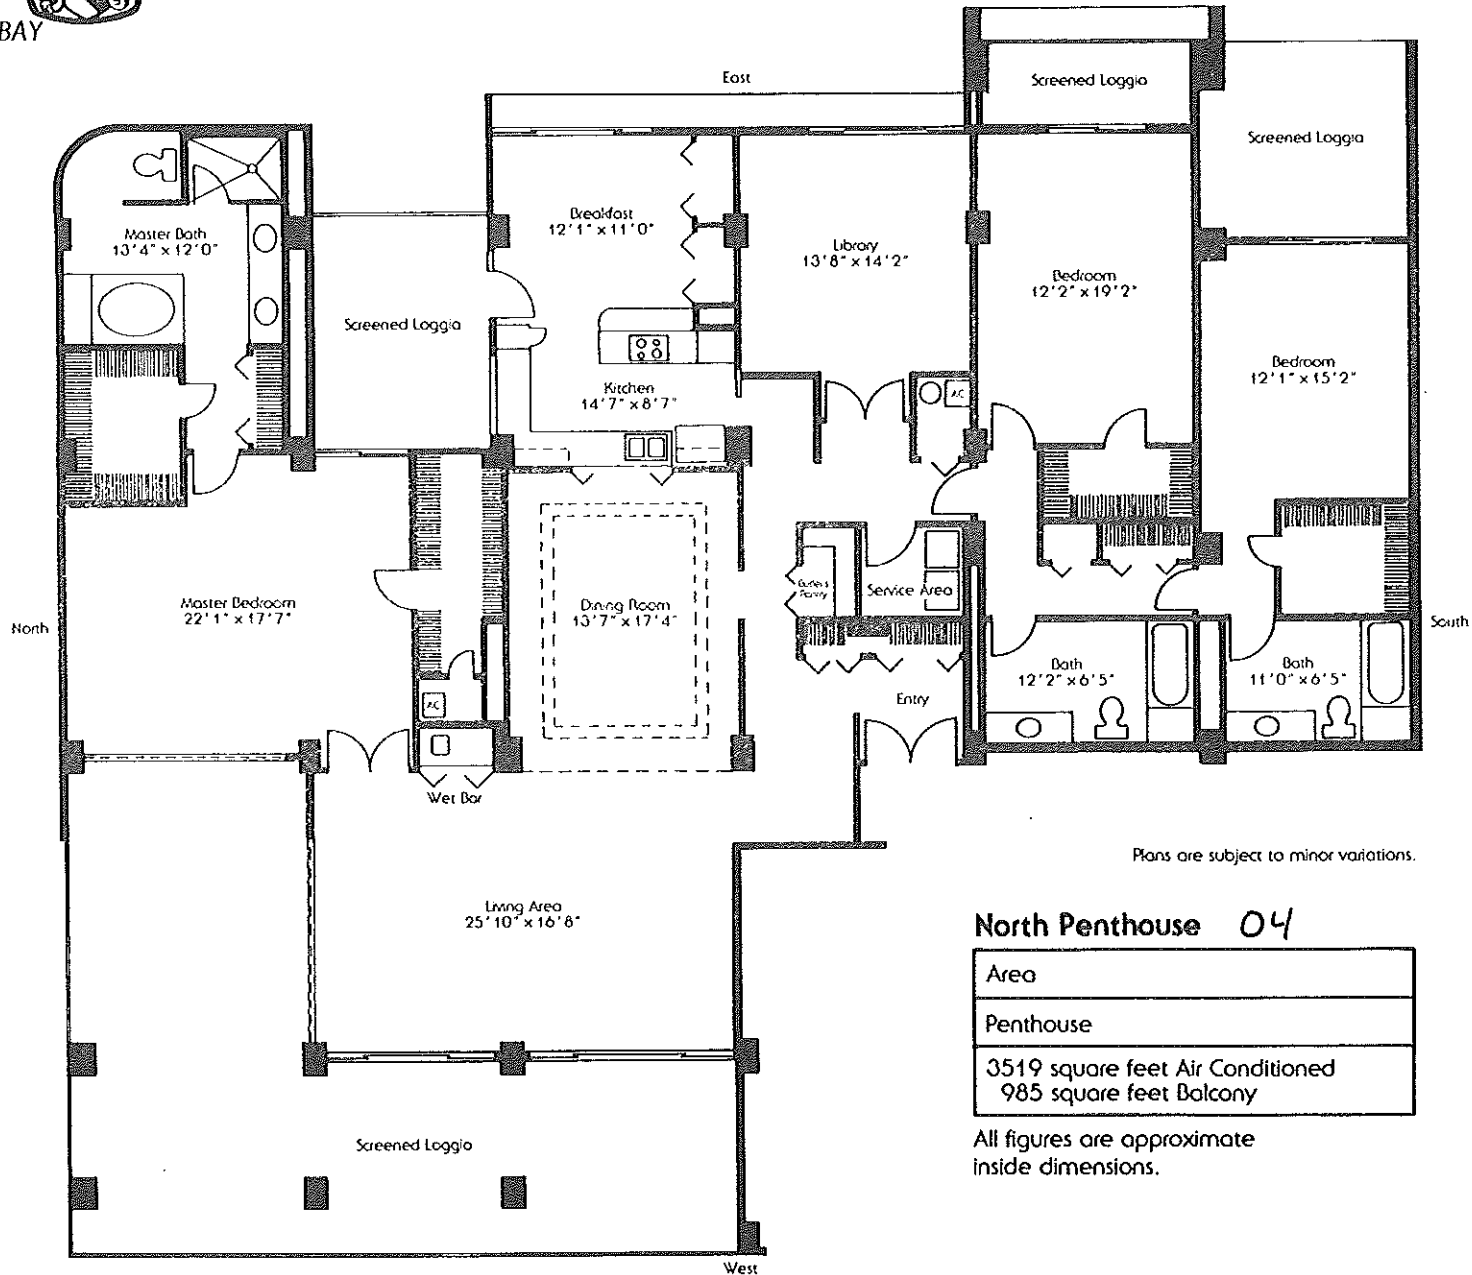 BAY
East
Screened Loggia
Screened Loggia
Master Bath
13'4" x 12'0"
Breakfast
12'1" x 11'0"
Library
13'8" x 14'2"
Bedroom
12'2" x 19'2"
Screened Loggia
Bedroom
12'1" x 15'2"
Kitchen
14'7" x 8'7"
AC
Master Bedroom
22'1" x 17'7"
Dining Room
13'7" x 17'4"
Butler's
Pantry
Service Area
North
South
Bath
12'2" x 6'5"
Bath
11'0" x 6'5"
AC
Entry
Wet Bar
Plans are subject to minor variations.
Living Area
25'10" x 16'8"
North Penthouse 04
Area
Penthouse
3519 square feet Air Conditioned
985 square feet Balcony
All figures are approximate
inside dimensions.
Screened Loggia
West